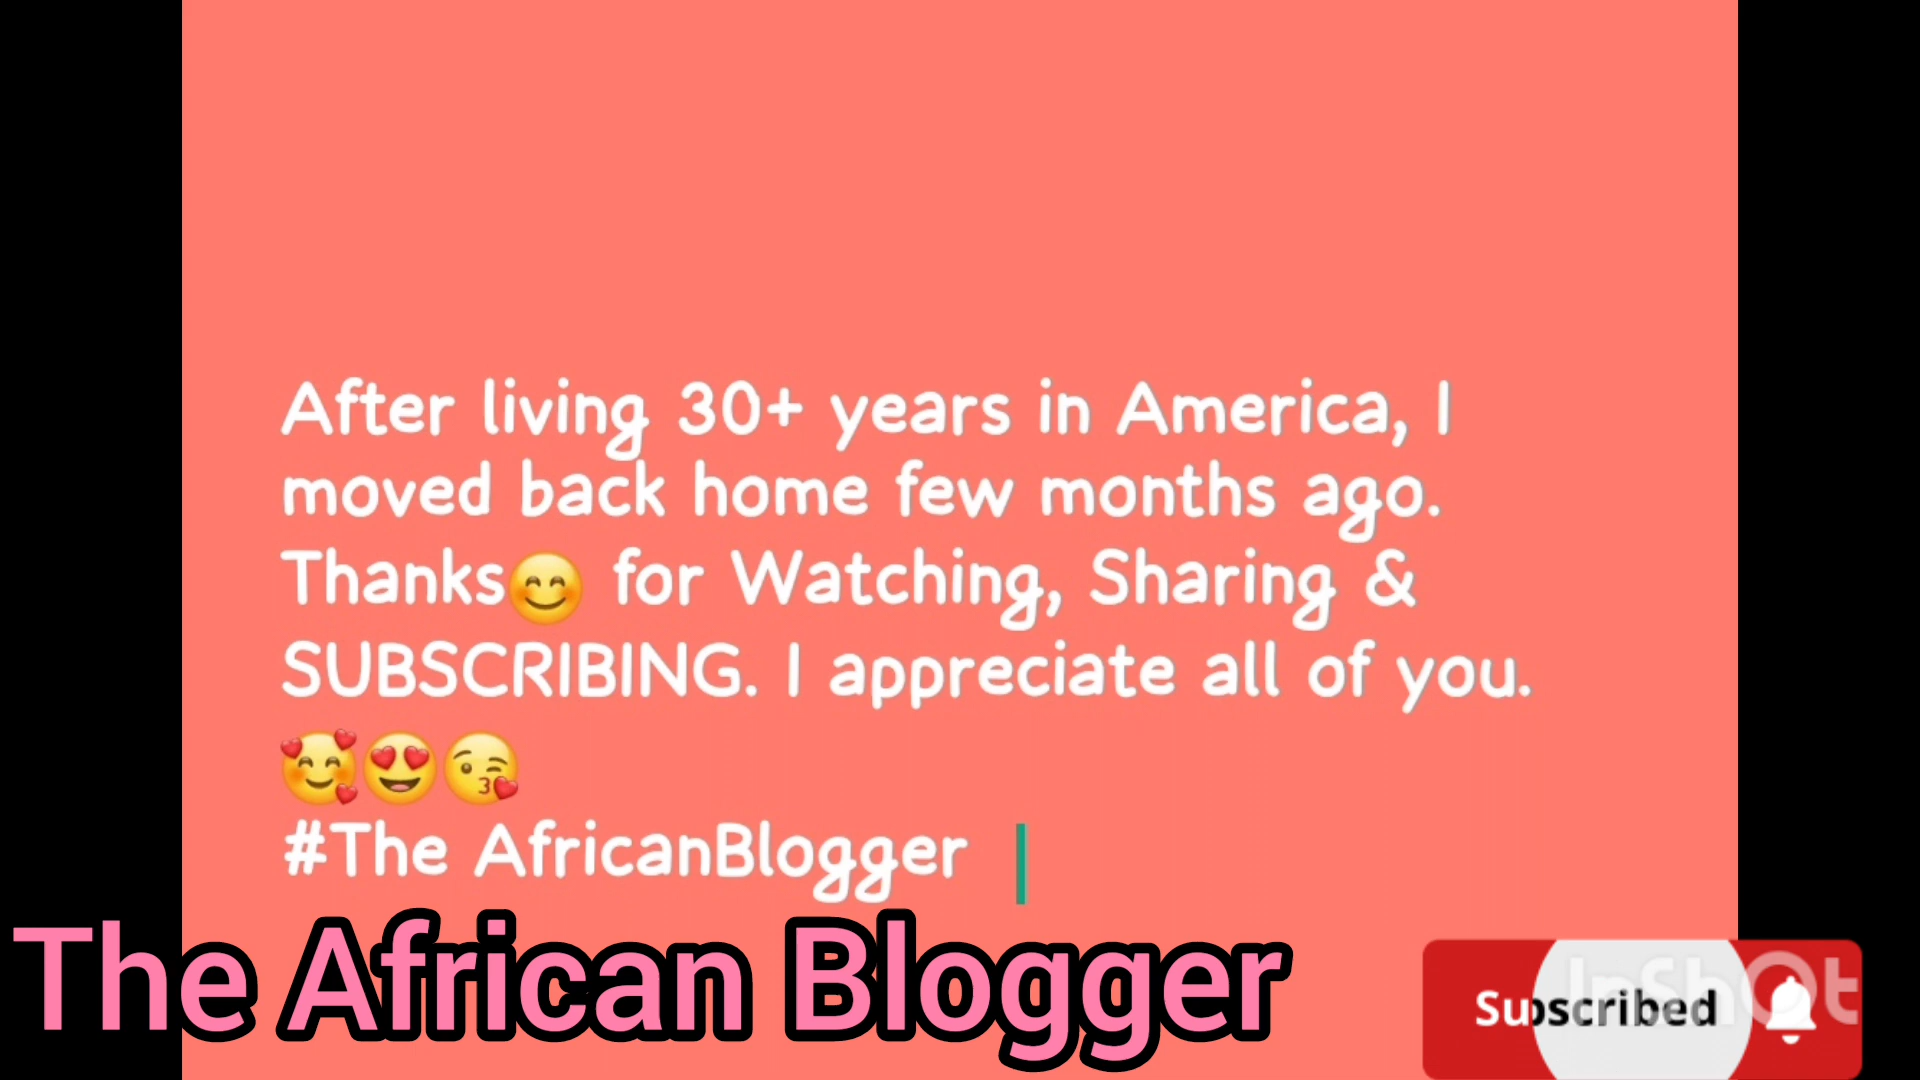 After living 30+ years in America, I
moved back home few months ago.
Thanks😊 for Watching, Sharing &
SUBSCRIBING. I appreciate all of you.
🥰😍😘
#The AfricanBlogger
The African Blogger
Subscribed
InShOt